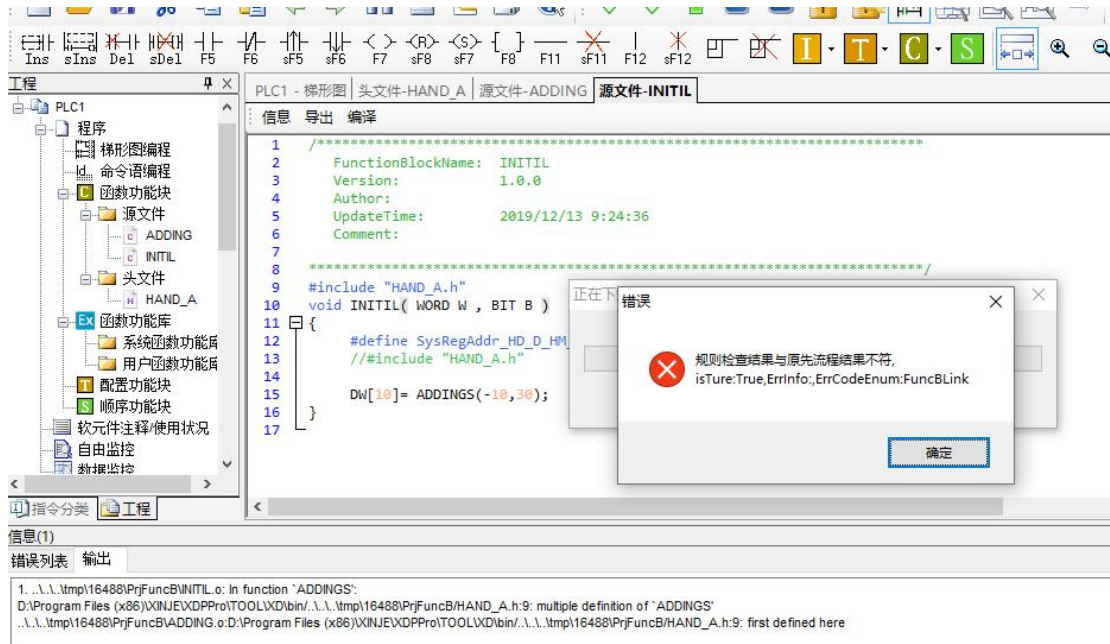 Ins sIns Del sDel F5 F6 sF5 sF6 F7 sF8 sF7 F8 F11 sF11 F12 sF12 I T C S
工程
PLC1 - 梯形图 头文件-HAND_A 源文件-ADDING 源文件-INITIL
信息 导出 编译
PLC1
程序
梯形图编程
命令语编程
函数功能块
源文件
ADDING
INITIL
头文件
HAND_A
函数功能库
系统函数功能库
用户函数功能库
配置功能块
顺序功能块
软元件注释/使用状况
自由监控
数据监控
指令分类 工程
1 /*************************************************************************
2 FunctionBlockName: INITIL
3 Version: 1.0.0
4 Author:
5 UpdateTime: 2019/12/13 9:24:36
6 Comment:
7
8 **************************************************************************/
9 #include "HAND_A.h"
10 void INITIL( WORD W , BIT B )
11 {
12 #define SysRegAddr_HD_D_HM_
13 //#include "HAND_A.h"
14
15 DW[10]= ADDINGS(-10,30);
16 }
17
正在下
错误
规则检查结果与原先流程结果不符,
isTure:True,ErrInfo:,ErrCodeEnum:FuncBLink
确定
信息(1)
错误列表 输出
1. ..\..\..\tmp\16488\PrjFuncB\INITIL.o: In function `ADDINGS':
D:\Program Files (x86)\XINJE\XDPPro\TOOL\XD\bin/..\..\..\tmp\16488\PrjFuncB/HAND_A.h:9: multiple definition of `ADDINGS'
..\..\..\tmp\16488\PrjFuncB\ADDING.o:D:\Program Files (x86)\XINJE\XDPPro\TOOL\XD\bin/..\..\..\tmp\16488\PrjFuncB/HAND_A.h:9: first defined here